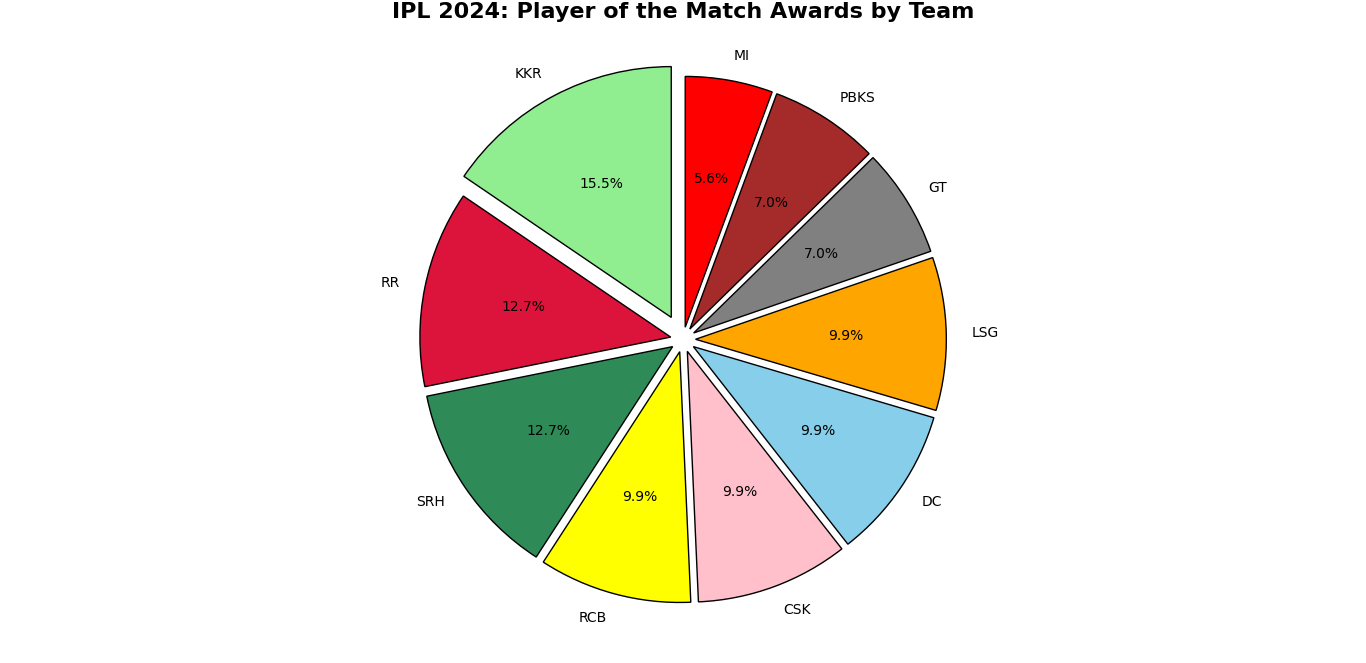 IPL 2024: Player of the Match Awards by Team
MI
KKR
PBKS
5.6%
15.5%
7.0%
GT
7.0%
RR
12.7%
9.9%
LSG
12.7%
9.9%
SRH
9.9%
9.9%
DC
RCB
CSK